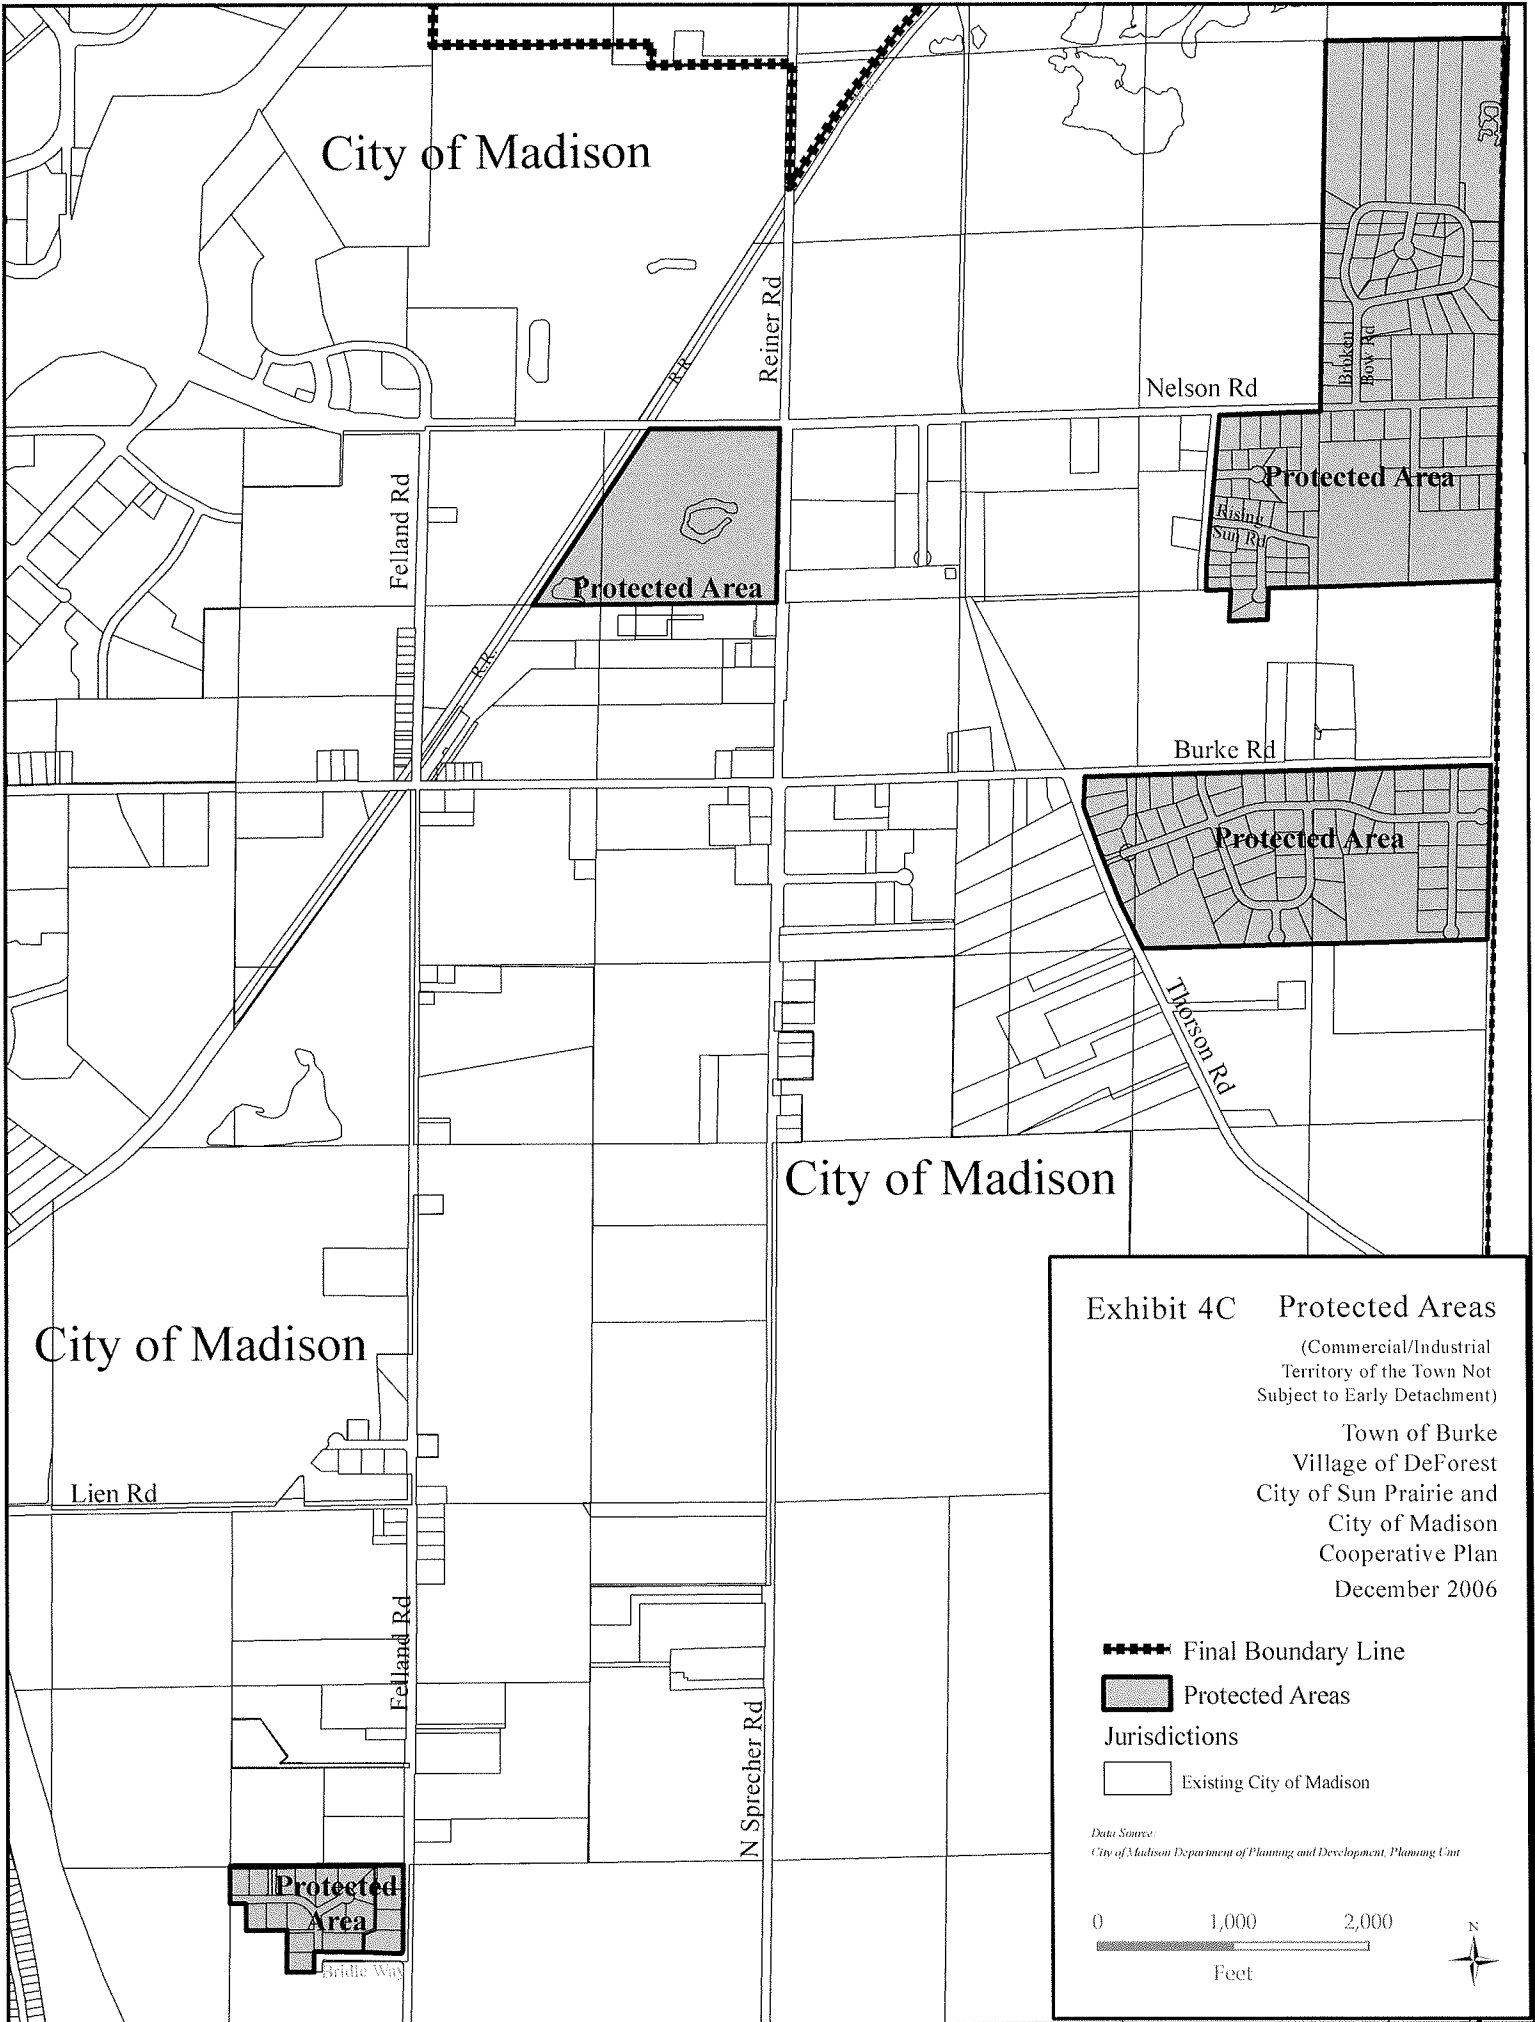 City of Madison
Reiner Rd
R.R.
Nelson Rd
Broken
Bow Rd
Felland Rd
Protected Area
Rising
Sun Rd
Protected Area
R.R.
Burke Rd
Protected Area
Thorson Rd
City of Madison
City of Madison
Lien Rd
Felland Rd
N Sprecher Rd
Protected
Area
Bridle Way
Exhibit 4C Protected Areas
(Commercial/Industrial
Territory of the Town Not
Subject to Early Detachment)
Town of Burke
Village of DeForest
City of Sun Prairie and
City of Madison
Cooperative Plan
December 2006
Final Boundary Line
Protected Areas
Jurisdictions
Existing City of Madison
Data Source:
City of Madison Department of Planning and Development, Planning Unit
0 1,000 2,000
Feet
N